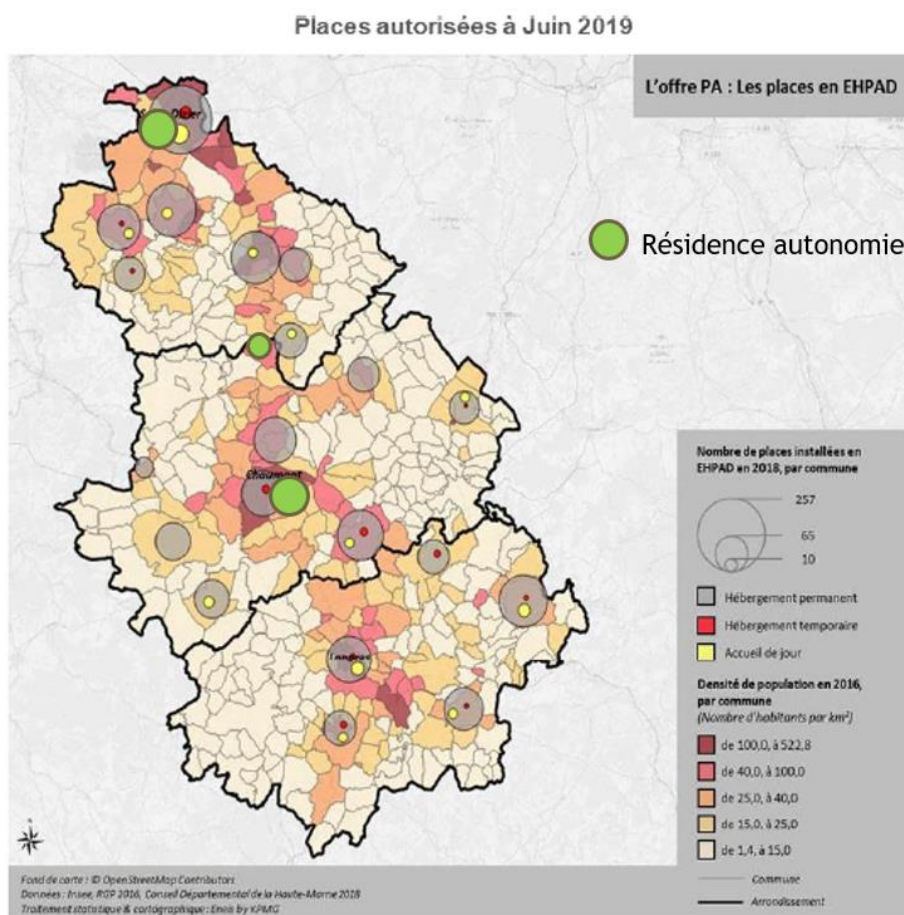 Places autorisées à Juin 2019
L'offre PA : Les places en EHPAD
Résidence autonomie
Chaumont
Langres
Nombre de places installées en
EHPAD en 2018, par commune
257
65
10
Hébergement permanent
Hébergement temporaire
Accueil de jour
Densité de population en 2016,
par commune
(Nombre d'habitants par km²)
de 100,0, à 522,8
de 40,0, à 100,0
de 25,0, à 40,0
de 15,0, à 25,0
de 1,4, à 15,0
Commune
Arrondissement
Fond de carte : © OpenStreetMap Contributors
Données : Insee, RGP 2016, Conseil Départemental de la Haute-Marne 2018
Traitement statistique & cartographique : Eneis by KPMG